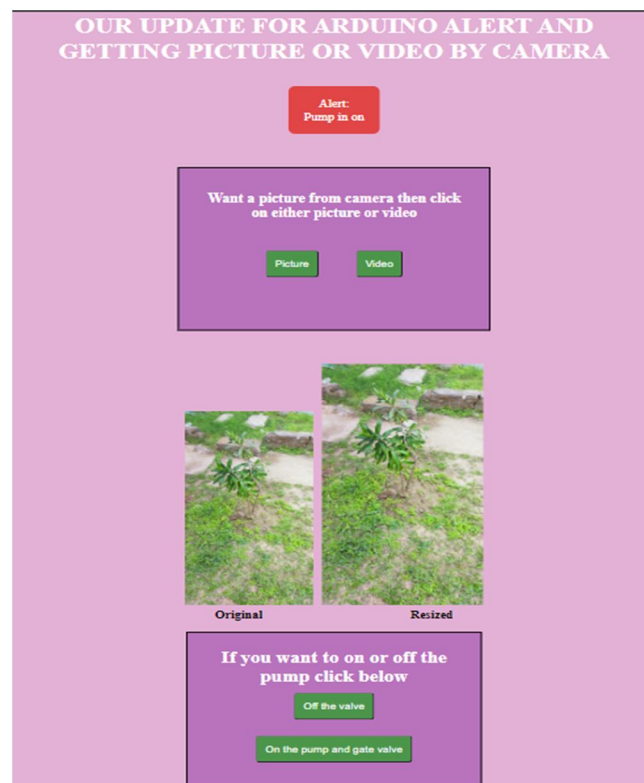 OUR UPDATE FOR ARDUINO ALERT AND
GETTING PICTURE OR VIDEO BY CAMERA
Alert:
Pump in on
Want a picture from camera then click
on either picture or video
Picture Video
Original Resized
If you want to on or off the
pump click below
Off the valve
On the pump and gate valve